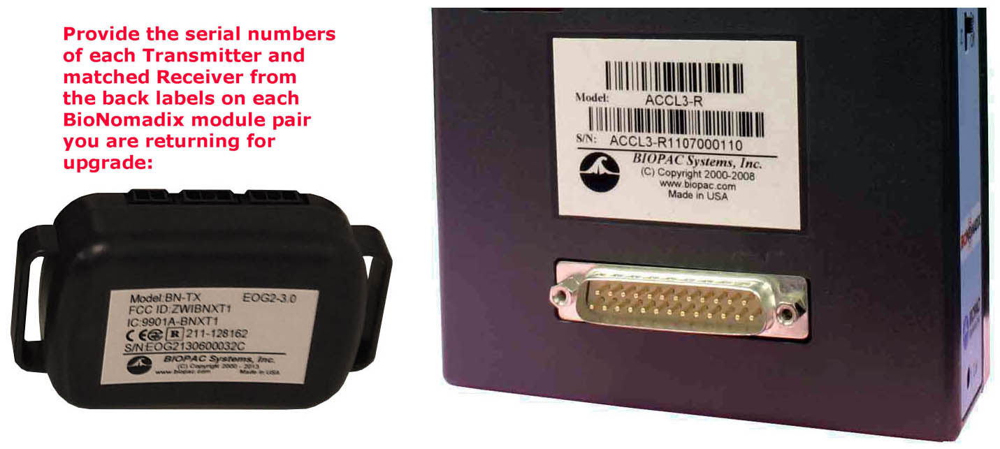 Provide the serial numbers
of each Transmitter and
matched Receiver from
the back labels on each
BioNomadix module pair
you are returning for
upgrade:
Model:BN-TX EOG2-3.0
FCC ID:ZWIBNXT1
IC:9901A-BNXT1
CE R 211-128162
S/N:EOG2130600032C
BIOPAC Systems, Inc.
(C) Copyright 2000 - 2013
www.biopac.com Made in USA
Model: ACCL3-R
S/N: ACCL3-R1107000110
BIOPAC Systems, Inc.
(C) Copyright 2000-2008
www.biopac.com
Made in USA
BIONOMADIX
BIOPAC